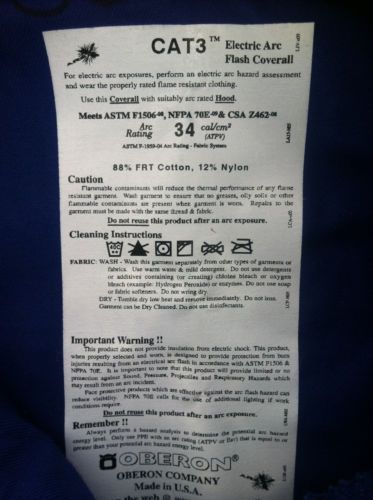 CAT3™ Electric Arc
Flash Coverall
For electric arc exposures, perform an electric arc hazard assessment
and wear the properly rated flame resistant clothing.
Use this Coverall with suitably arc rated Hood.
Meets ASTM F1506-08, NFPA 70E-09 & CSA Z462-08
Arc Rating 34 cal/cm² (ATPV)
ASTM F-1959-04 Arc Rating - Fabric System
88% FRT Cotton, 12% Nylon
Caution
Flammable contaminants will reduce the thermal performance of any flame
resistant garment. Wash garment to ensure that no greases, oily soils or other
flammable contaminants are present when garment is worn. Repairs to the
garment must be made with the same thread & fabric.
Do not reuse this product after an arc exposure.
Cleaning Instructions
FABRIC: WASH - Wash this garment separately from other types of garments or
fabrics. Use warm water & mild detergent. Do not use detergents
or additives containing (or creating) chlorine bleach or oxygen
bleach (example: Hydrogen Peroxide) or enzymes. Do not use soap
or fabric softeners. Do not wring dry.
DRY - Tumble dry low heat and remove immediately. Do not iron.
Garment can be Dry Cleaned. Do not use disinfectants.
Important Warning !!
This product does not provide insulation from electric shock. This product,
when properly selected and worn, is designed to provide protection from burn
injuries resulting from an electrical arc flash in accordance with ASTM F1506 &
NFPA 70E. It is important to note that this product will provide limited or no
protection against Sound, Pressure, Projectiles and Respiratory Hazards which
may result from an arc incident.
Face protective products which are effective against the arc flash hazard can
reduce visibility. NFPA 70E calls for the use of additional lighting if work
conditions require.
Do not reuse this product after an arc exposure.
Remember !!
Always perform a hazard analysis to determine the potential arc hazard
energy level. Only use PPE with an arc rating (ATPV or Ebt) that is equal to or
greater than your potential arc hazard energy level.
OBERON™
OBERON COMPANY
Made in U.S.A.
the web @